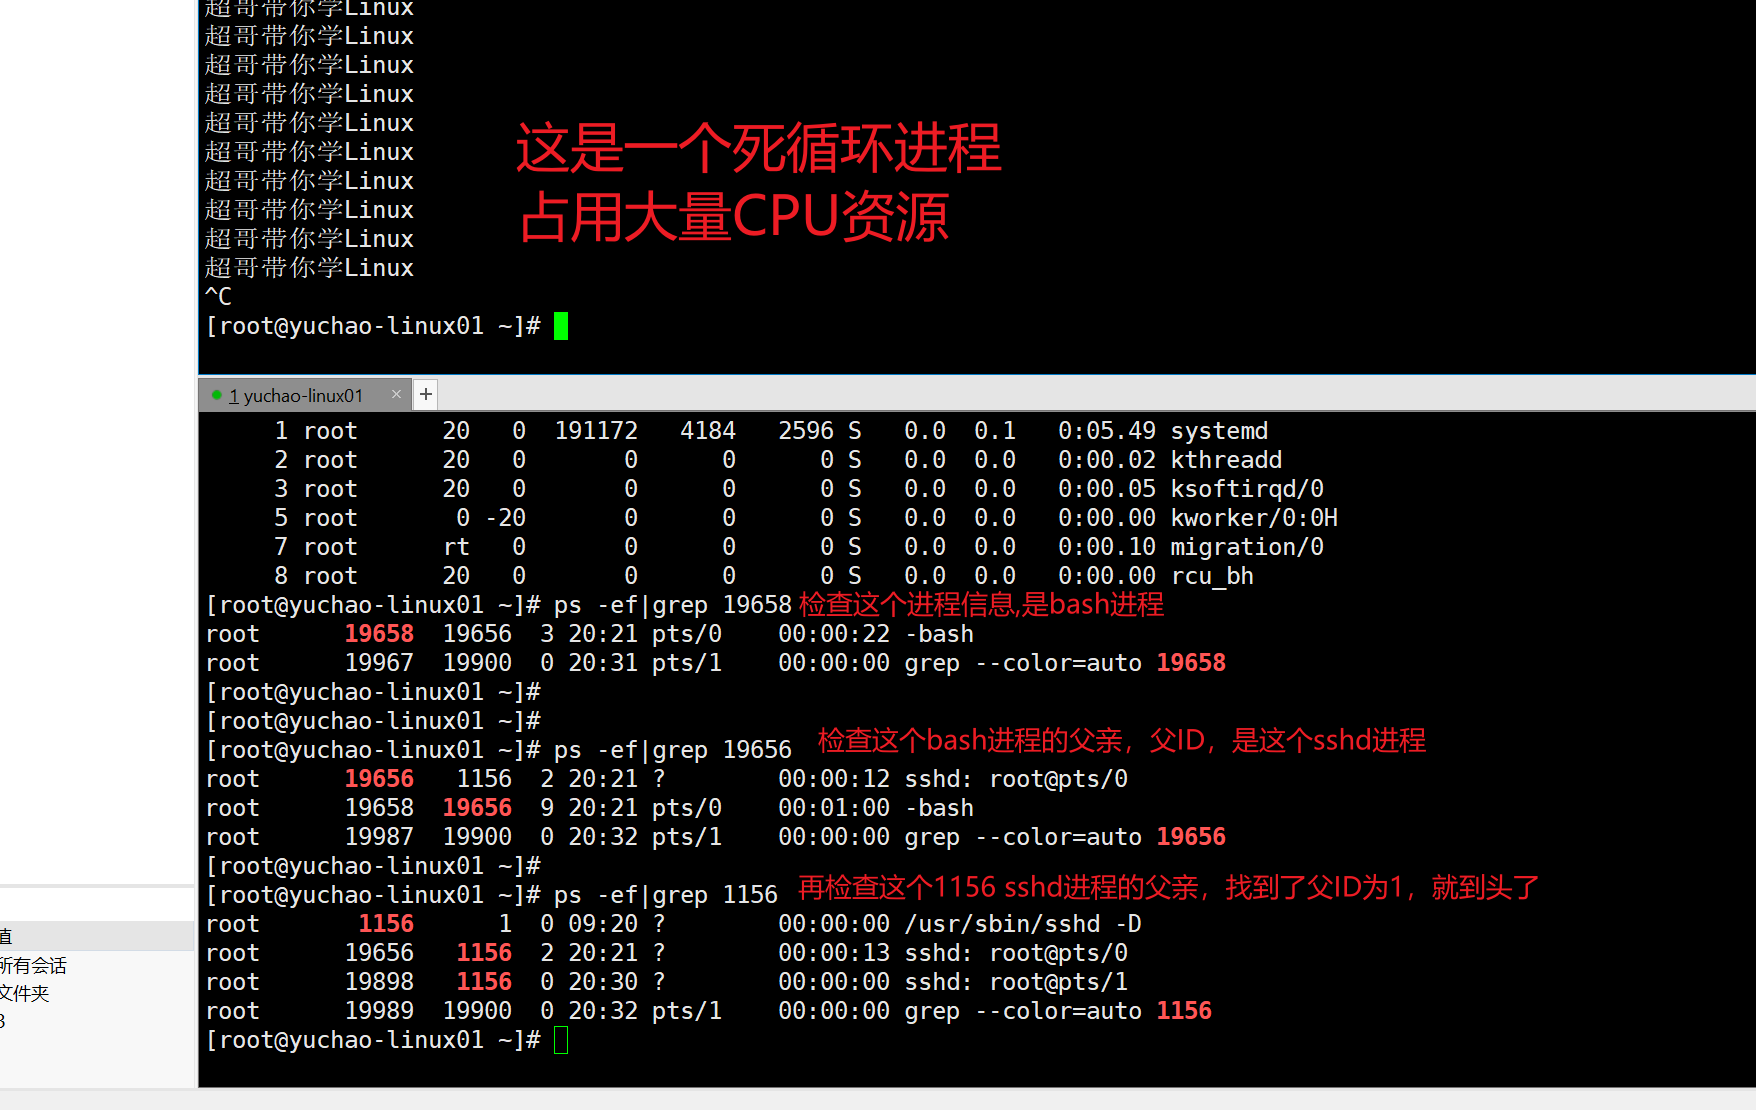 超哥带你学Linux
超哥带你学Linux
超哥带你学Linux
超哥带你学Linux
超哥带你学Linux
超哥带你学Linux
超哥带你学Linux
超哥带你学Linux
超哥带你学Linux
超哥带你学Linux
这是一个死循环进程
占用大量CPU资源
^C
[root@yuchao-linux01 ~]#
1 yuchao-linux01 × +
1 root 20 0 191172 4184 2596 S 0.0 0.1 0:05.49 systemd
2 root 20 0 0 0 0 S 0.0 0.0 0:00.02 kthreadd
3 root 20 0 0 0 0 S 0.0 0.0 0:00.05 ksoftirqd/0
5 root 0 -20 0 0 0 S 0.0 0.0 0:00.00 kworker/0:0H
7 root rt 0 0 0 0 S 0.0 0.0 0:00.10 migration/0
8 root 20 0 0 0 0 S 0.0 0.0 0:00.00 rcu_bh
[root@yuchao-linux01 ~]# ps -ef|grep 19658 检查这个进程信息,是bash进程
root 19658 19656 3 20:21 pts/0 00:00:22 -bash
root 19967 19900 0 20:31 pts/1 00:00:00 grep --color=auto 19658
[root@yuchao-linux01 ~]#
[root@yuchao-linux01 ~]#
[root@yuchao-linux01 ~]# ps -ef|grep 19656 检查这个bash进程的父亲，父ID，是这个sshd进程
root 19656 1156 2 20:21 ? 00:00:12 sshd: root@pts/0
root 19658 19656 9 20:21 pts/0 00:01:00 -bash
root 19987 19900 0 20:32 pts/1 00:00:00 grep --color=auto 19656
[root@yuchao-linux01 ~]#
[root@yuchao-linux01 ~]# ps -ef|grep 1156 再检查这个1156 sshd进程的父亲，找到了父ID为1，就到头了
root 1156 1 0 09:20 ? 00:00:00 /usr/sbin/sshd -D
root 19656 1156 2 20:21 ? 00:00:13 sshd: root@pts/0
root 19898 1156 0 20:30 ? 00:00:00 sshd: root@pts/1
root 19989 19900 0 20:32 pts/1 00:00:00 grep --color=auto 1156
[root@yuchao-linux01 ~]#
值
所有会话
文件夹
3